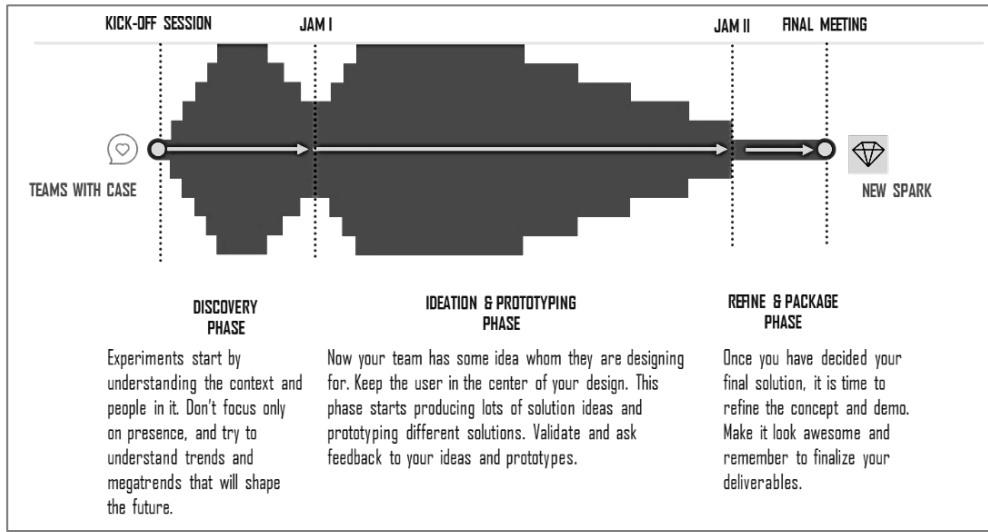 KICK-OFF SESSION
JAM I
JAM II
FINAL MEETING
TEAMS WITH CASE
NEW SPARK
DISCOVERY
PHASE
Experiments start by
understanding the context and
people in it. Don't focus only
on presence, and try to
understand trends and
megatrends that will shape
the future.
IDEATION & PROTOTYPING
PHASE
Now your team has some idea whom they are designing
for. Keep the user in the center of your design. This
phase starts producing lots of solution ideas and
prototyping different solutions. Validate and ask
feedback to your ideas and prototypes.
REFINE & PACKAGE
PHASE
Once you have decided your
final solution, it is time to
refine the concept and demo.
Make it look awesome and
remember to finalize your
deliverables.